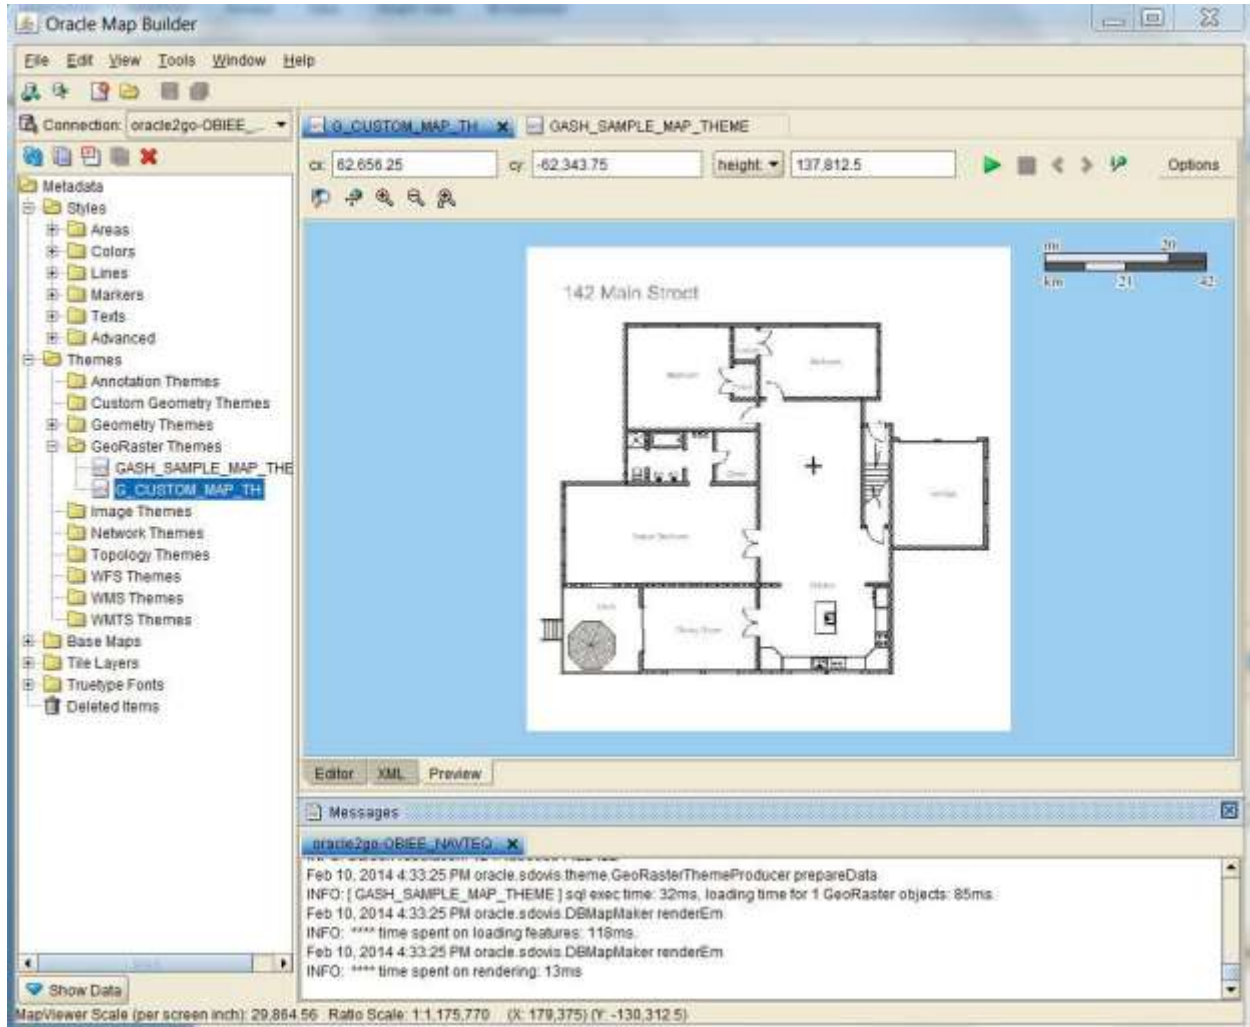 Oracle Map Builder
File Edit View Tools Window Help
Connection: oracle2go-OBIEE_...
G_CUSTOM_MAP_TH
GASH_SAMPLE_MAP_THEME
cx: 62,656.25 cy: -62,343.75 height: 137,812.5 Options
Metadata
Styles
Areas
Colors
Lines
Markers
Texts
Advanced
Themes
Annotation Themes
Custom Geometry Themes
Geometry Themes
GeoRaster Themes
GASH_SAMPLE_MAP_THE
G_CUSTOM_MAP_TH
Image Themes
Network Themes
Topology Themes
WFS Themes
WMS Themes
WMTS Themes
Base Maps
Tile Layers
Truetype Fonts
Deleted Items
Show Data
mi 20
km 21 42
142 Main Street
Master Bedroom
Dining Room
Kitchen
Editor XML Preview
Messages
oracle2go-OBIEE_NAVTEQ
Feb 10, 2014 4:33:25 PM oracle.sdovis.theme.GeoRasterThemeProducer prepareData
INFO: [ GASH_SAMPLE_MAP_THEME ] sql exec time: 32ms, loading time for 1 GeoRaster objects: 85ms.
Feb 10, 2014 4:33:25 PM oracle.sdovis.DBMapMaker renderEm
INFO: **** time spent on loading features: 118ms.
Feb 10, 2014 4:33:25 PM oracle.sdovis.DBMapMaker renderEm
INFO: **** time spent on rendering: 13ms
MapViewer Scale (per screen inch): 29,864.56 Ratio Scale: 1:1,175,770 (X: 179,375) (Y: -130,312.5)